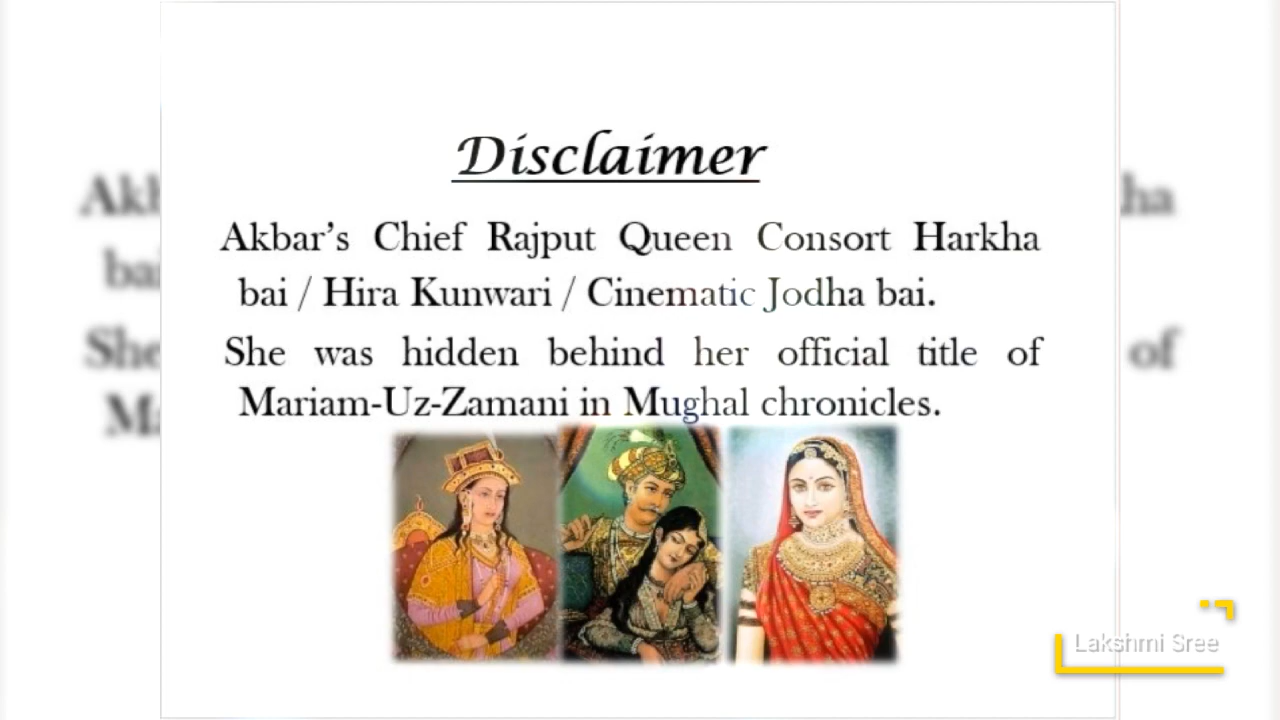 Disclaimer
Akbar’s Chief Rajput Queen Consort Harkha
bai / Hira Kunwari / Cinematic Jodha bai.
She was hidden behind her official title of
Mariam-Uz-Zamani in Mughal chronicles.
Lakshmi Sree